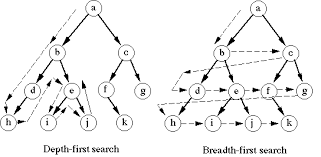 a a
b c b c
d e f g d e f g
h i j k h i j k
Depth-first search Breadth-first search